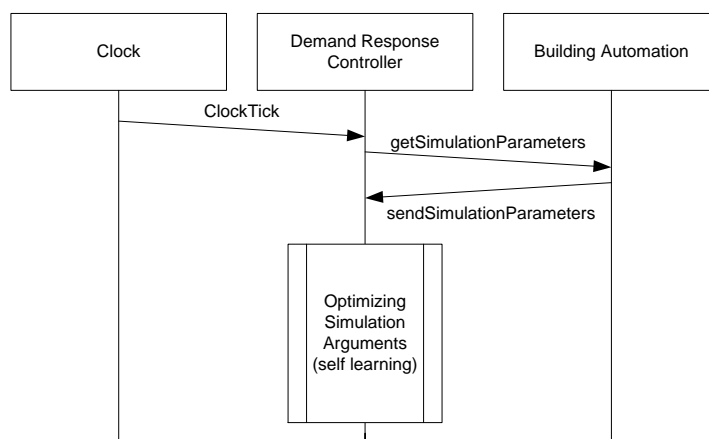 Clock
Demand Response
Controller
Building Automation
ClockTick
getSimulationParameters
sendSimulationParameters
Optimizing
Simulation
Arguments
(self learning)